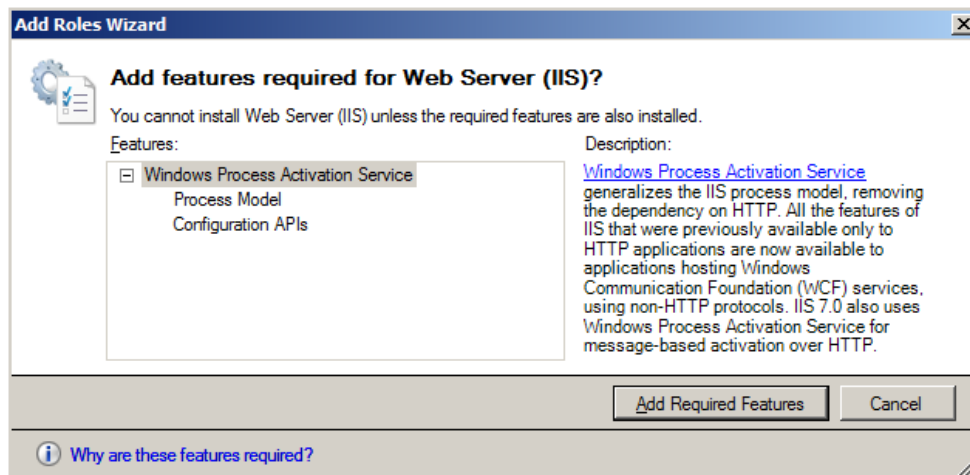 Add Roles Wizard
Add features required for Web Server (IIS)?
You cannot install Web Server (IIS) unless the required features are also installed.
Features:
Windows Process Activation Service
Process Model
Configuration APIs
Description:
Windows Process Activation Service
generalizes the IIS process model, removing
the dependency on HTTP. All the features of
IIS that were previously available only to
HTTP applications are now available to
applications hosting Windows
Communication Foundation (WCF) services,
using non-HTTP protocols. IIS 7.0 also uses
Windows Process Activation Service for
message-based activation over HTTP.
Add Required Features
Cancel
Why are these features required?